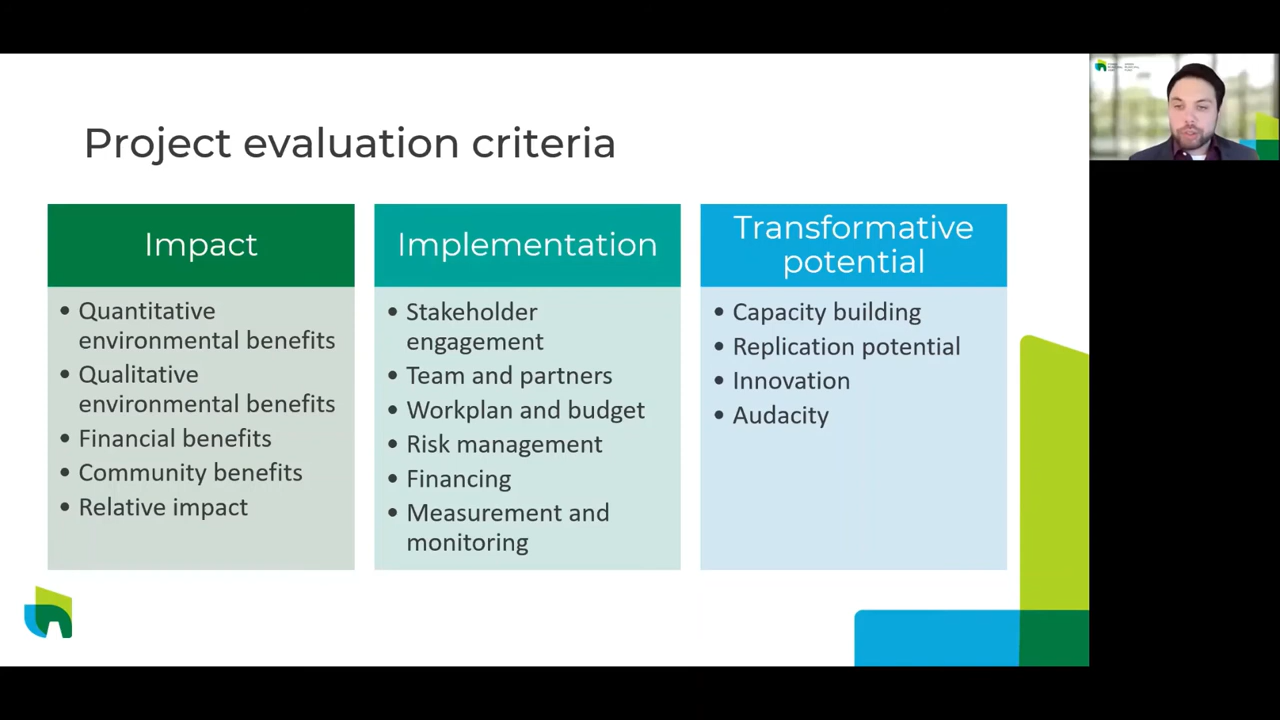 Project evaluation criteria
Impact
• Quantitative
environmental benefits
• Qualitative
environmental benefits
• Financial benefits
• Community benefits
• Relative impact
Implementation
• Stakeholder
engagement
• Team and partners
• Workplan and budget
• Risk management
• Financing
• Measurement and
monitoring
Transformative
potential
• Capacity building
• Replication potential
• Innovation
• Audacity